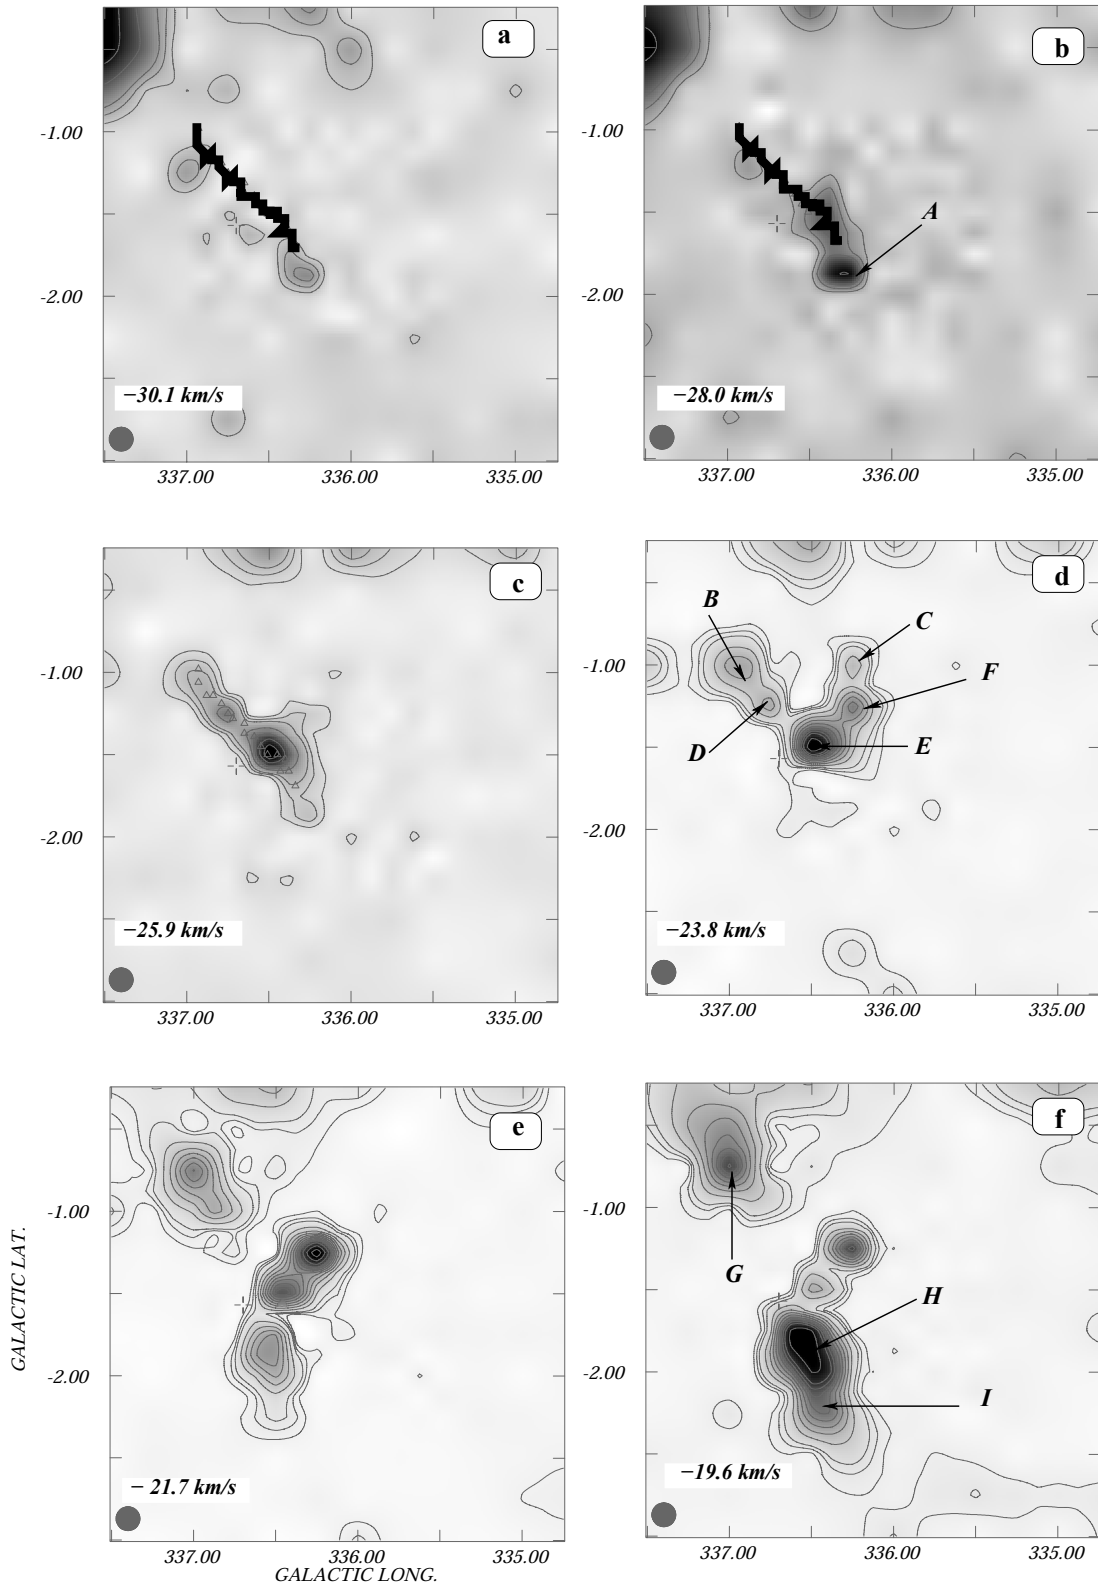 a
b
-1.00
-1.00
A
-2.00
-2.00
−30.1 km/s
−28.0 km/s
337.00 336.00 335.00
337.00 336.00 335.00
c
d
B
C
-1.00
-1.00
F
D
E
-2.00
-2.00
−25.9 km/s
−23.8 km/s
337.00 336.00 335.00
337.00 336.00 335.00
e
f
-1.00
-1.00
G
H
GALACTIC LAT.
-2.00
-2.00
I
− 21.7 km/s
−19.6 km/s
337.00 336.00 335.00
337.00 336.00 335.00
GALACTIC LONG.